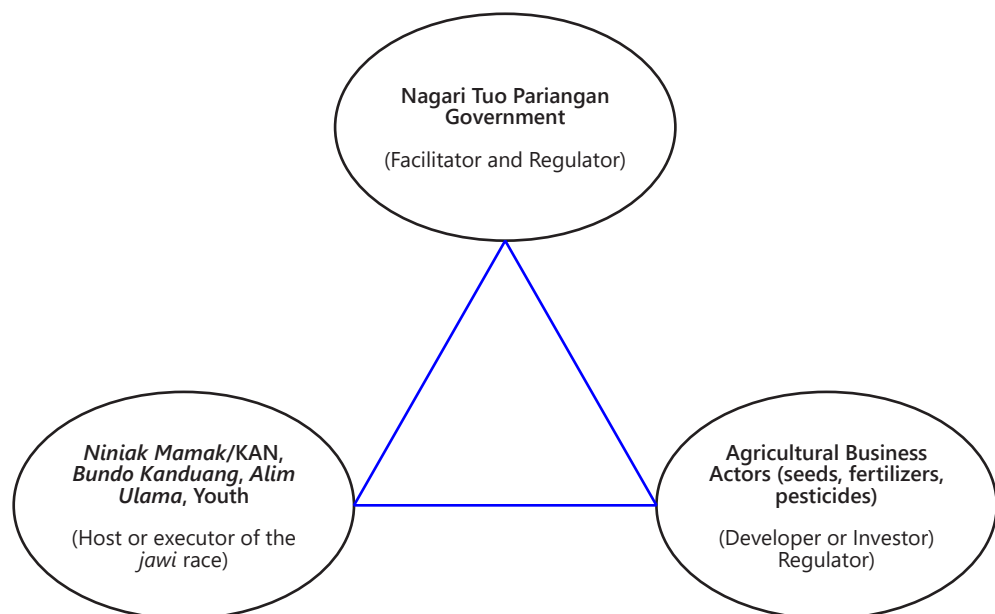 Nagari Tuo Pariangan
Government
(Facilitator and Regulator)
Niniak Mamak/KAN,
Bundo Kanduang, Alim
Ulama, Youth
(Host or executor of the
jawi race)
Agricultural Business
Actors (seeds, fertilizers,
pesticides)
(Developer or Investor)
Regulator)